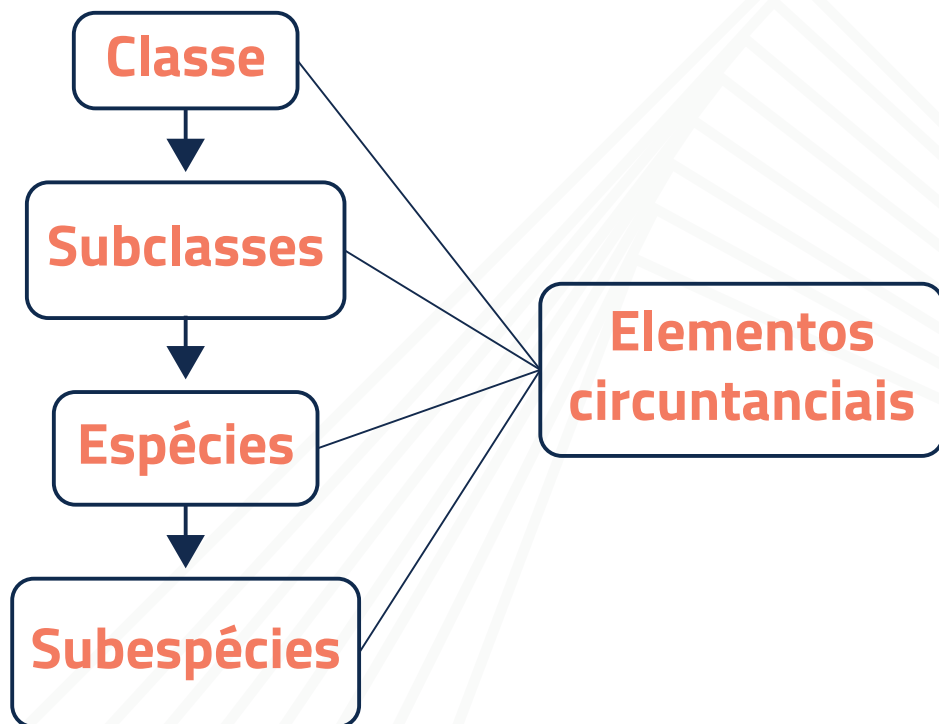 Classe
Subclasses
Elementos
circuntanciais
Espécies
Subespécies